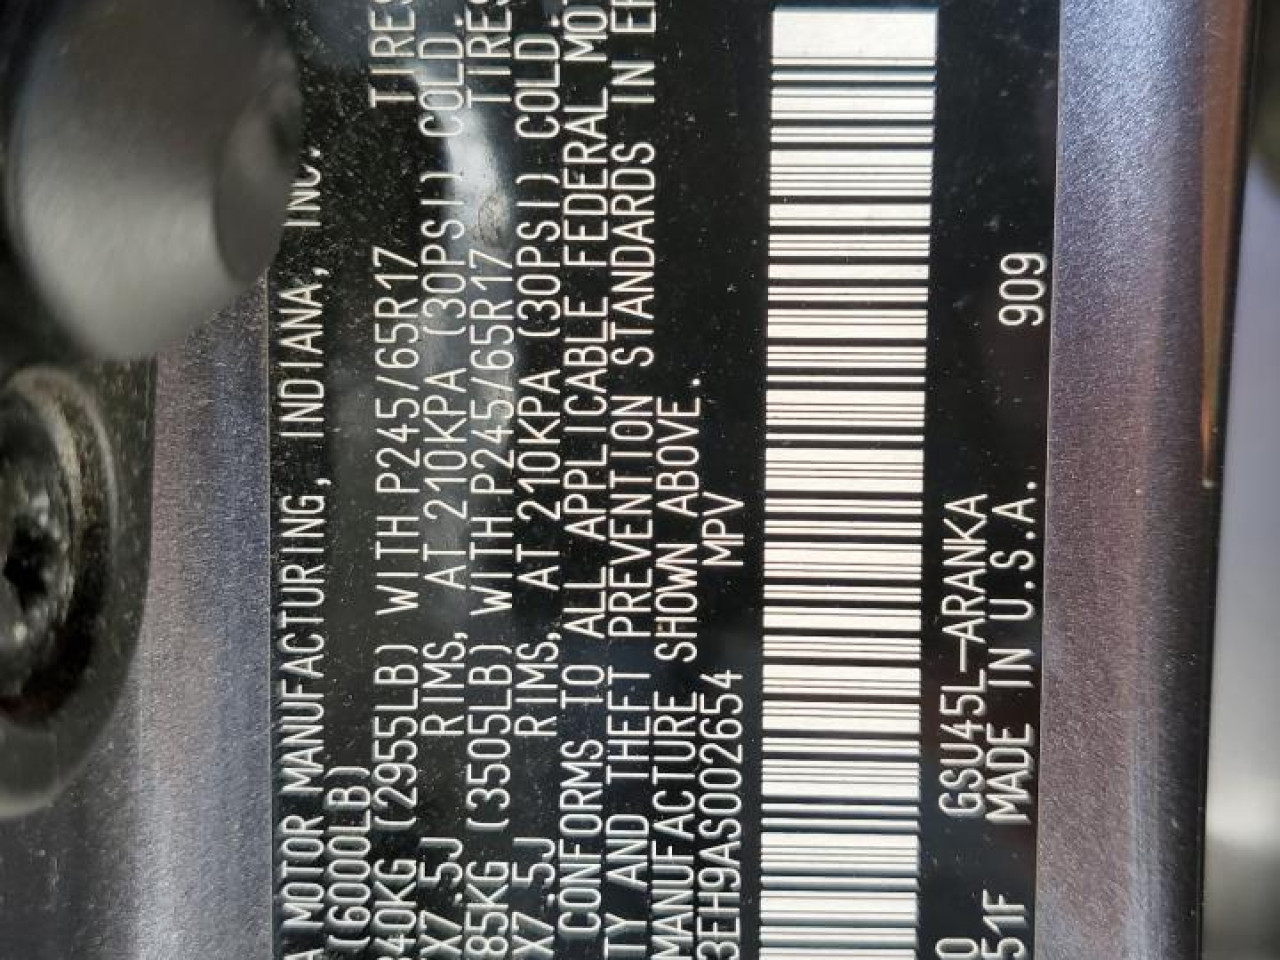 A MOTOR MANUFACTURING, INDIANA, INC.
(6000LB)
340KG (2955LB) WITH P245/65R17 TIRES
X7.5J RIMS, AT 210KPA (30PSI) COLD
85KG (3505LB) WITH P245/65R17 TIRES
X7.5J RIMS, AT 210KPA (30PSI) COLD
CONFORMS TO ALL APPLICABLE FEDERAL MO
TY AND THEFT PREVENTION STANDARDS IN EF
MANUFACTURE SHOWN ABOVE.
3EH9AS002654 MPV
0 GSU45L-ARANKA
51F MADE IN U.S.A. 909